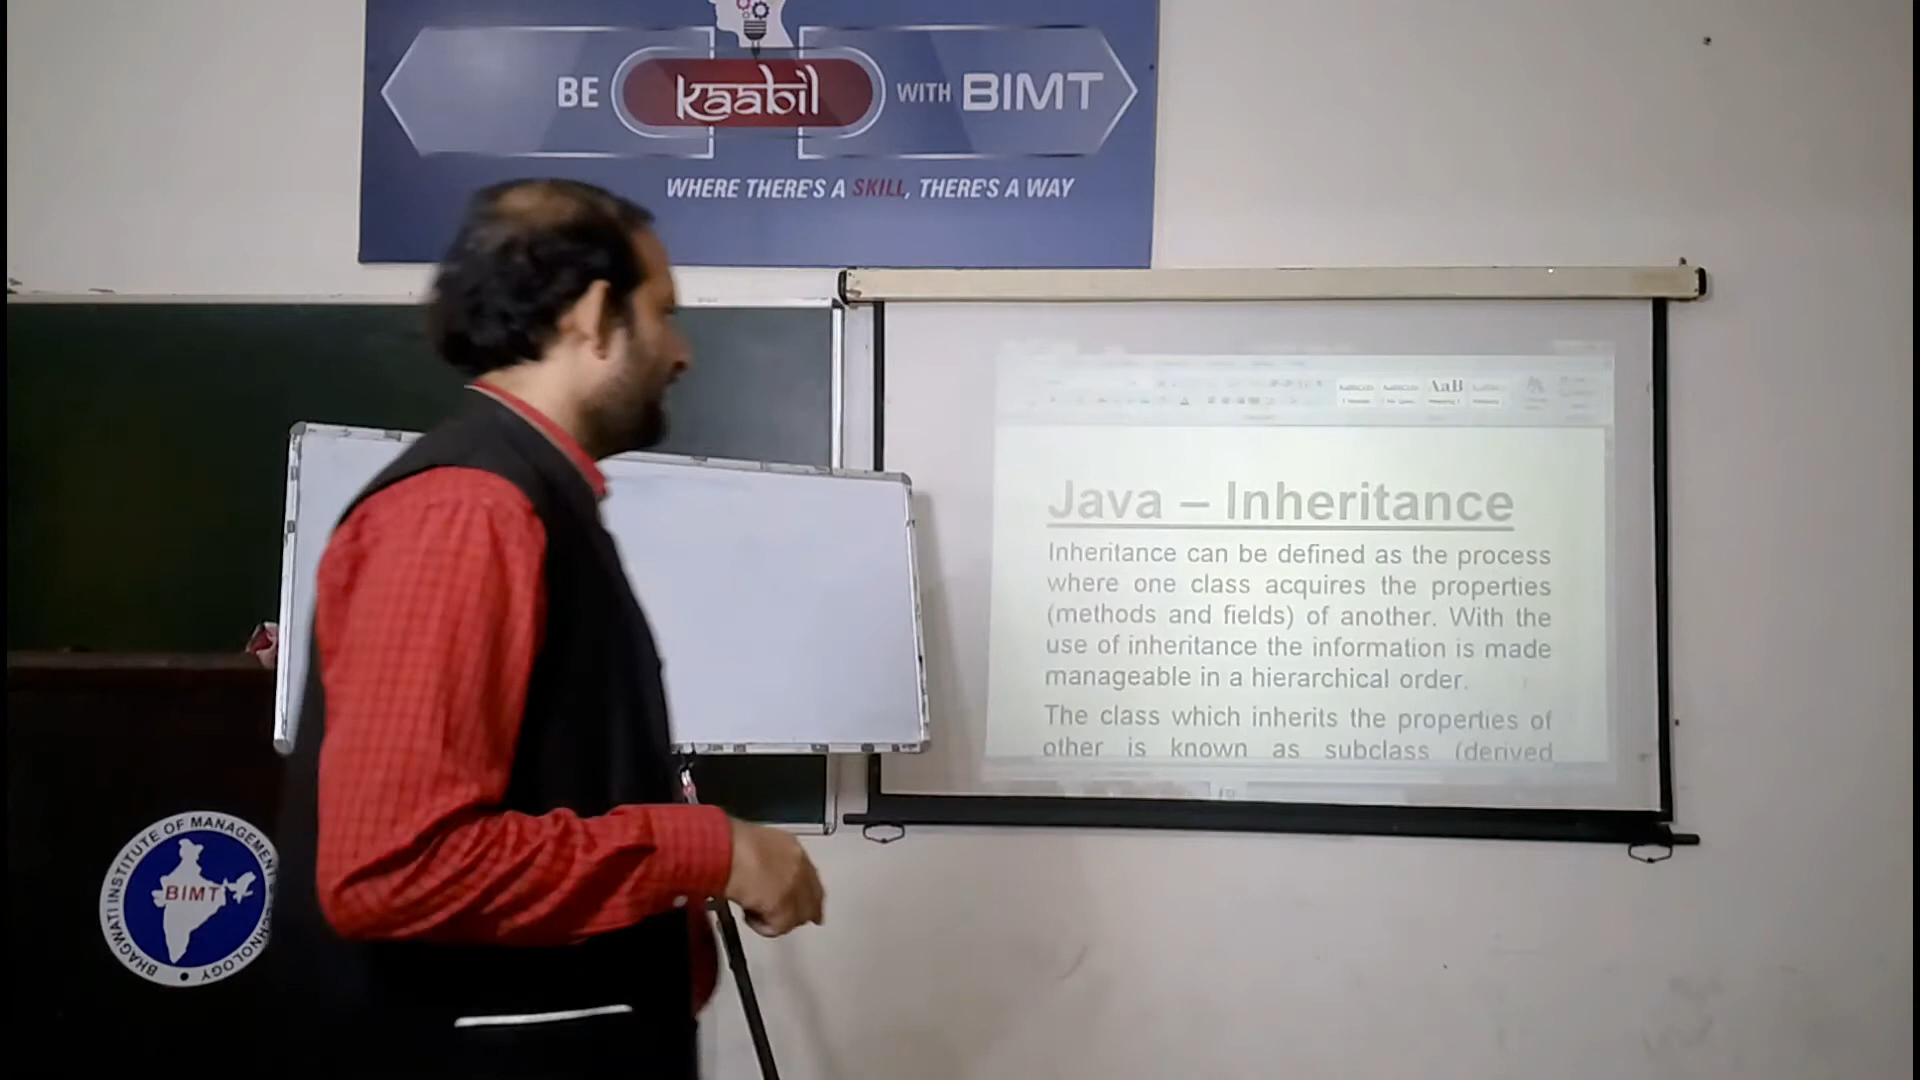 BE kaabil WITH BIMT
WHERE THERE'S A SKILL, THERE'S A WAY
AaB
Java – Inheritance
Inheritance can be defined as the process
where one class acquires the properties
(methods and fields) of another. With the
use of inheritance the information is made
manageable in a hierarchical order.
The class which inherits the properties of
other is known as subclass (derived
BHAGWATI INSTITUTE OF MANAGEMENT
TECHNOLOGY
BIMT